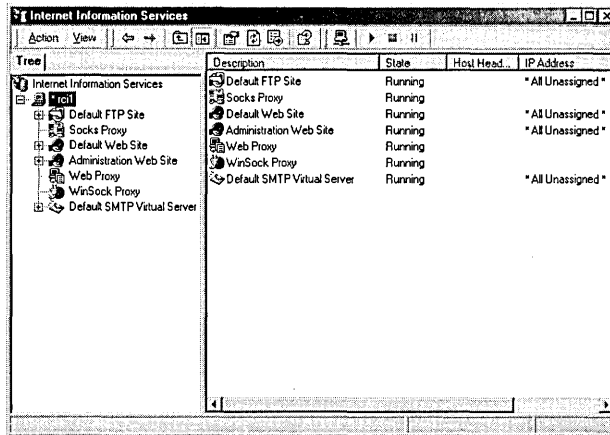 Internet Information Services
Action View
Tree
Internet Information Services
* rci1
Default FTP Site
Socks Proxy
Default Web Site
Administration Web Site
Web Proxy
WinSock Proxy
Default SMTP Virtual Server
Description State Host Head... IP Address
Default FTP Site Running * All Unassigned *
Socks Proxy Running
Default Web Site Running * All Unassigned *
Administration Web Site Running * All Unassigned *
Web Proxy Running
WinSock Proxy Running
Default SMTP Virtual Server Running * All Unassigned *